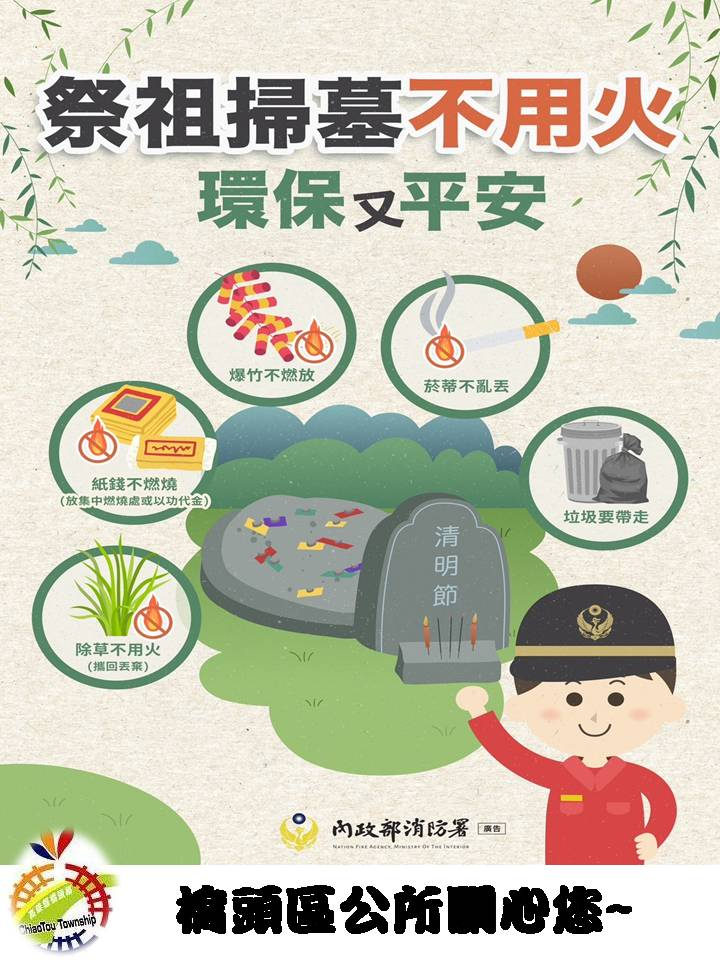 祭祖掃墓不用火
環保又平安
爆竹不燃放
菸蒂不亂丟
紙錢不燃燒
(放集中燃燒處或以功代金)
垃圾要帶走
清明節
除草不用火
(攜回丟棄)
內政部消防署 廣告
NATION FIRE AGENCY, MINISTRY OF THE INTERIOR
ChiaoTou Township
橋頭區公所關心您~